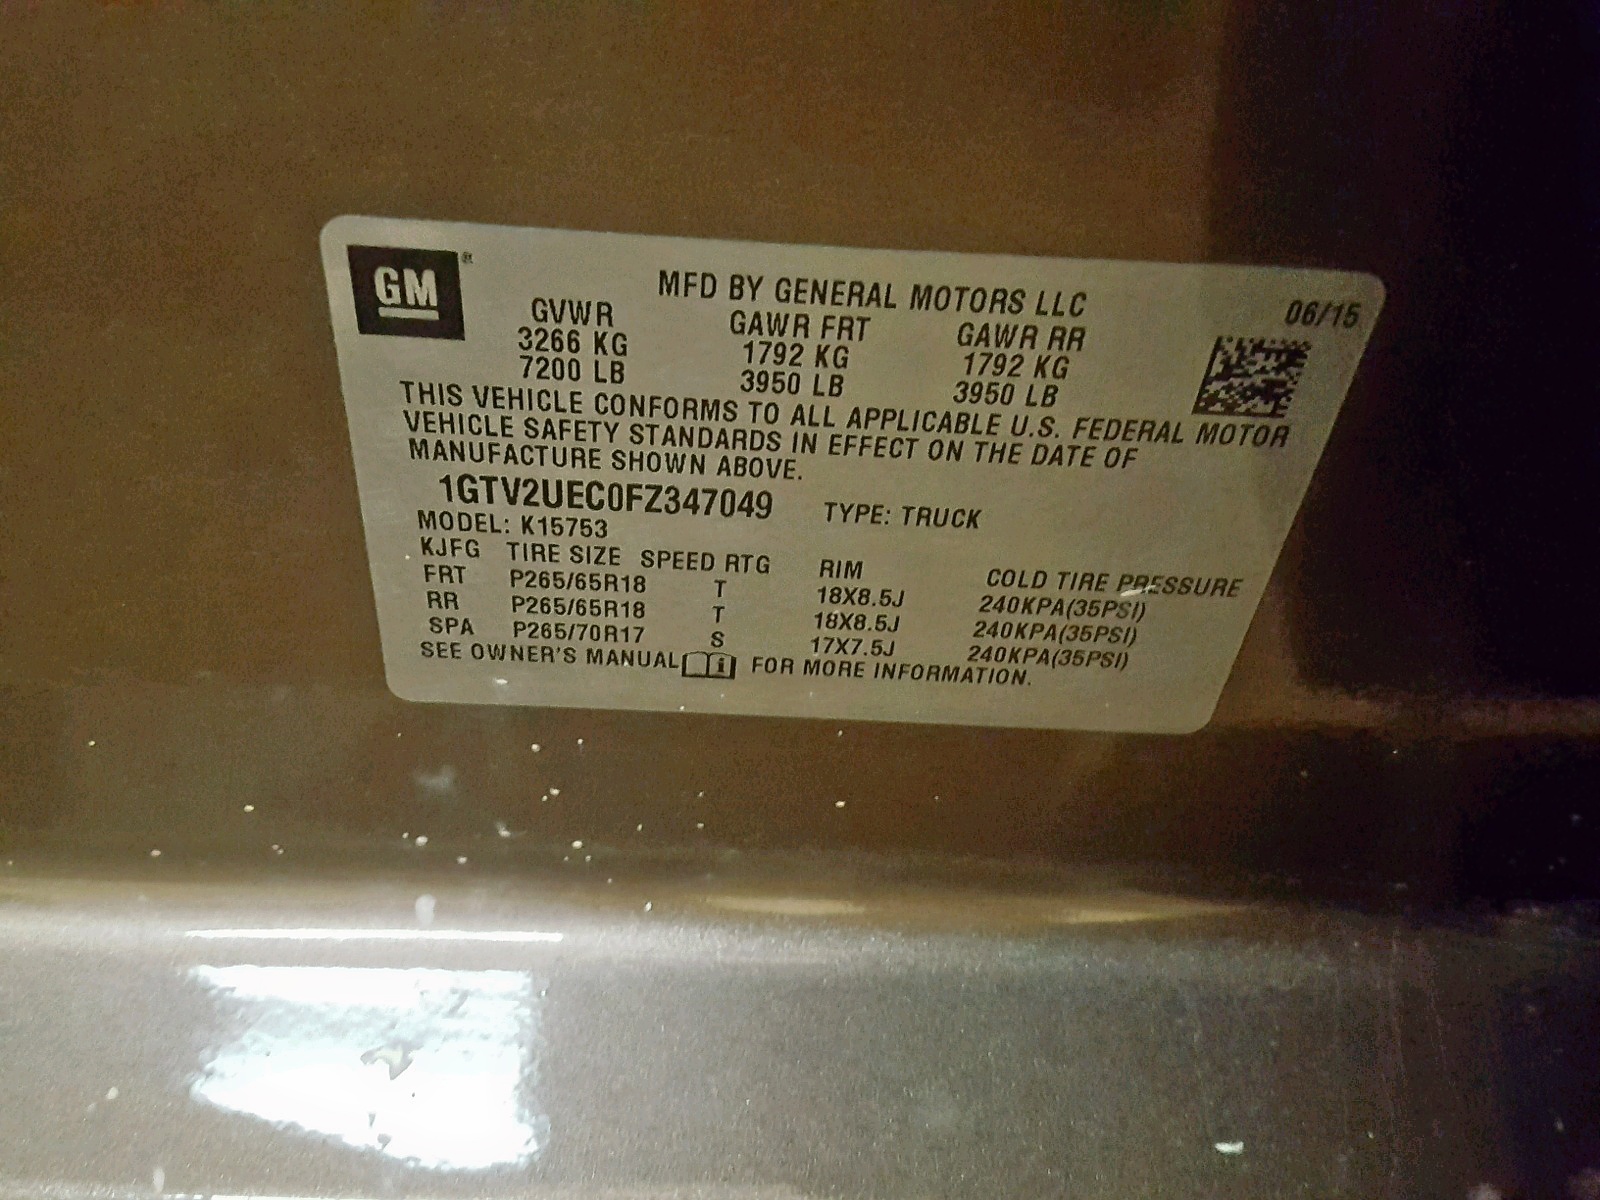 GM®
MFD BY GENERAL MOTORS LLC
06/15
GVWR GAWR FRT GAWR RR
3266 KG 1792 KG 1792 KG
7200 LB 3950 LB 3950 LB
THIS VEHICLE CONFORMS TO ALL APPLICABLE U.S. FEDERAL MOTOR
VEHICLE SAFETY STANDARDS IN EFFECT ON THE DATE OF
MANUFACTURE SHOWN ABOVE.
1GTV2UEC0FZ347049 TYPE: TRUCK
MODEL: K15753
KJFG TIRE SIZE SPEED RTG RIM COLD TIRE PRESSURE
FRT P265/65R18 T 18X8.5J 240KPA(35PSI)
RR P265/65R18 T 18X8.5J 240KPA(35PSI)
SPA P265/70R17 S 17X7.5J 240KPA(35PSI)
SEE OWNER'S MANUAL i FOR MORE INFORMATION.